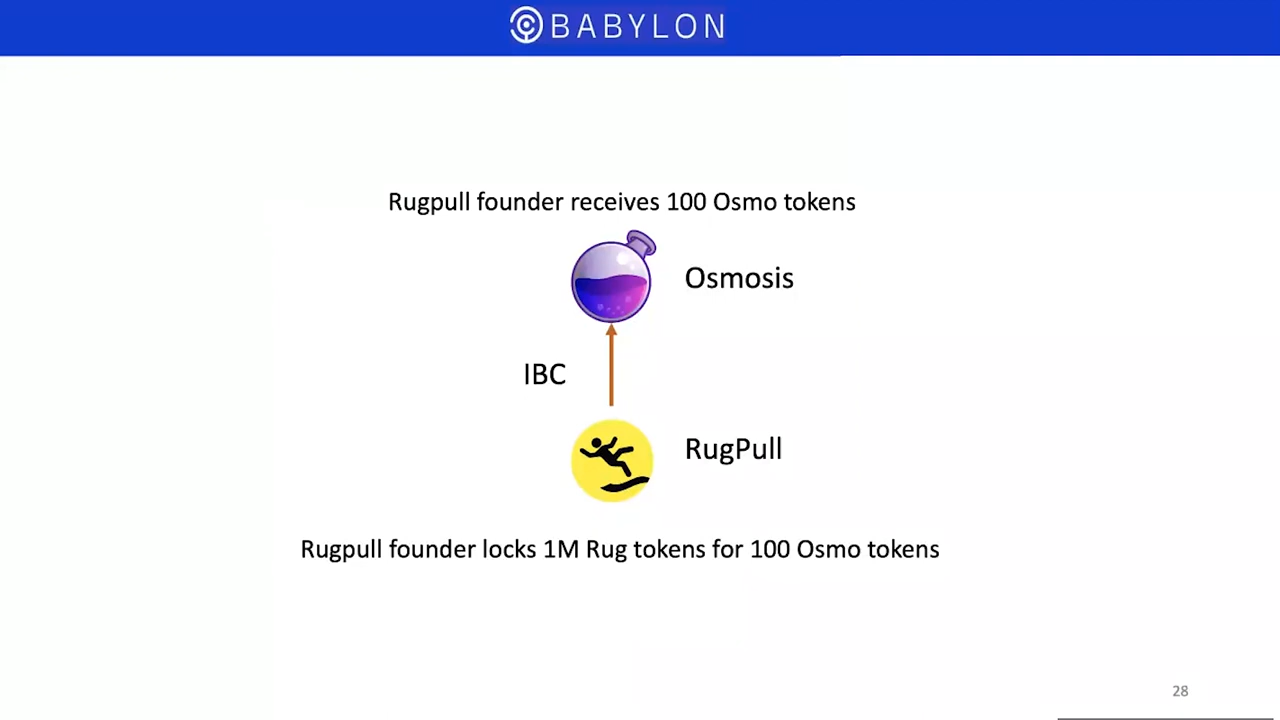 BABYLON
Rugpull founder receives 100 Osmo tokens
Osmosis
IBC
RugPull
Rugpull founder locks 1M Rug tokens for 100 Osmo tokens
28